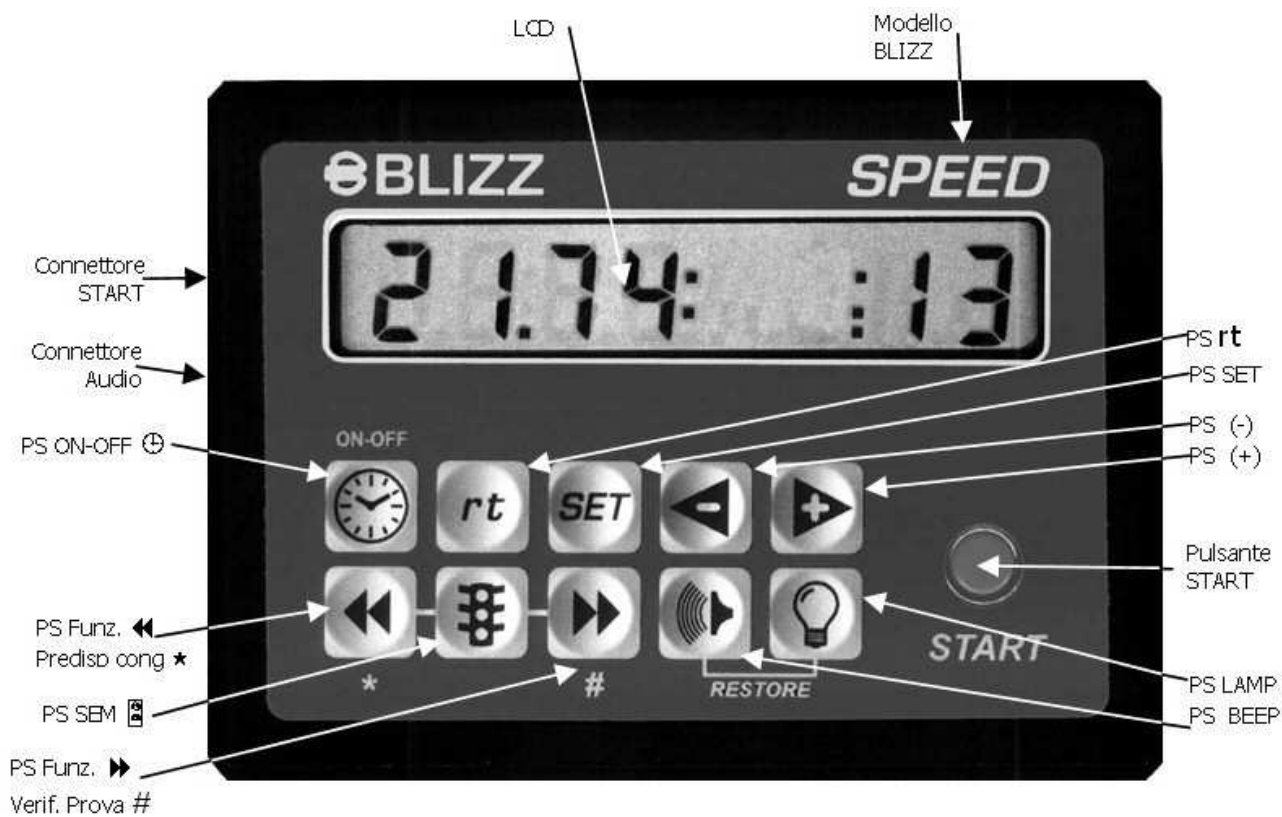 LCD
Modello
BLIZZ
BLIZZ
SPEED
21.74: :13
Connettore
START
Connettore
Audio
PS rt
PS SET
PS (-)
PS (+)
PS ON-OFF
ON-OFF
rt
SET
-
+
Pulsante
START
PS Funz.
Predisp cong *
*
#
RESTORE
START
PS SEM
PS LAMP
PS BEEP
PS Funz.
Verif. Prova #